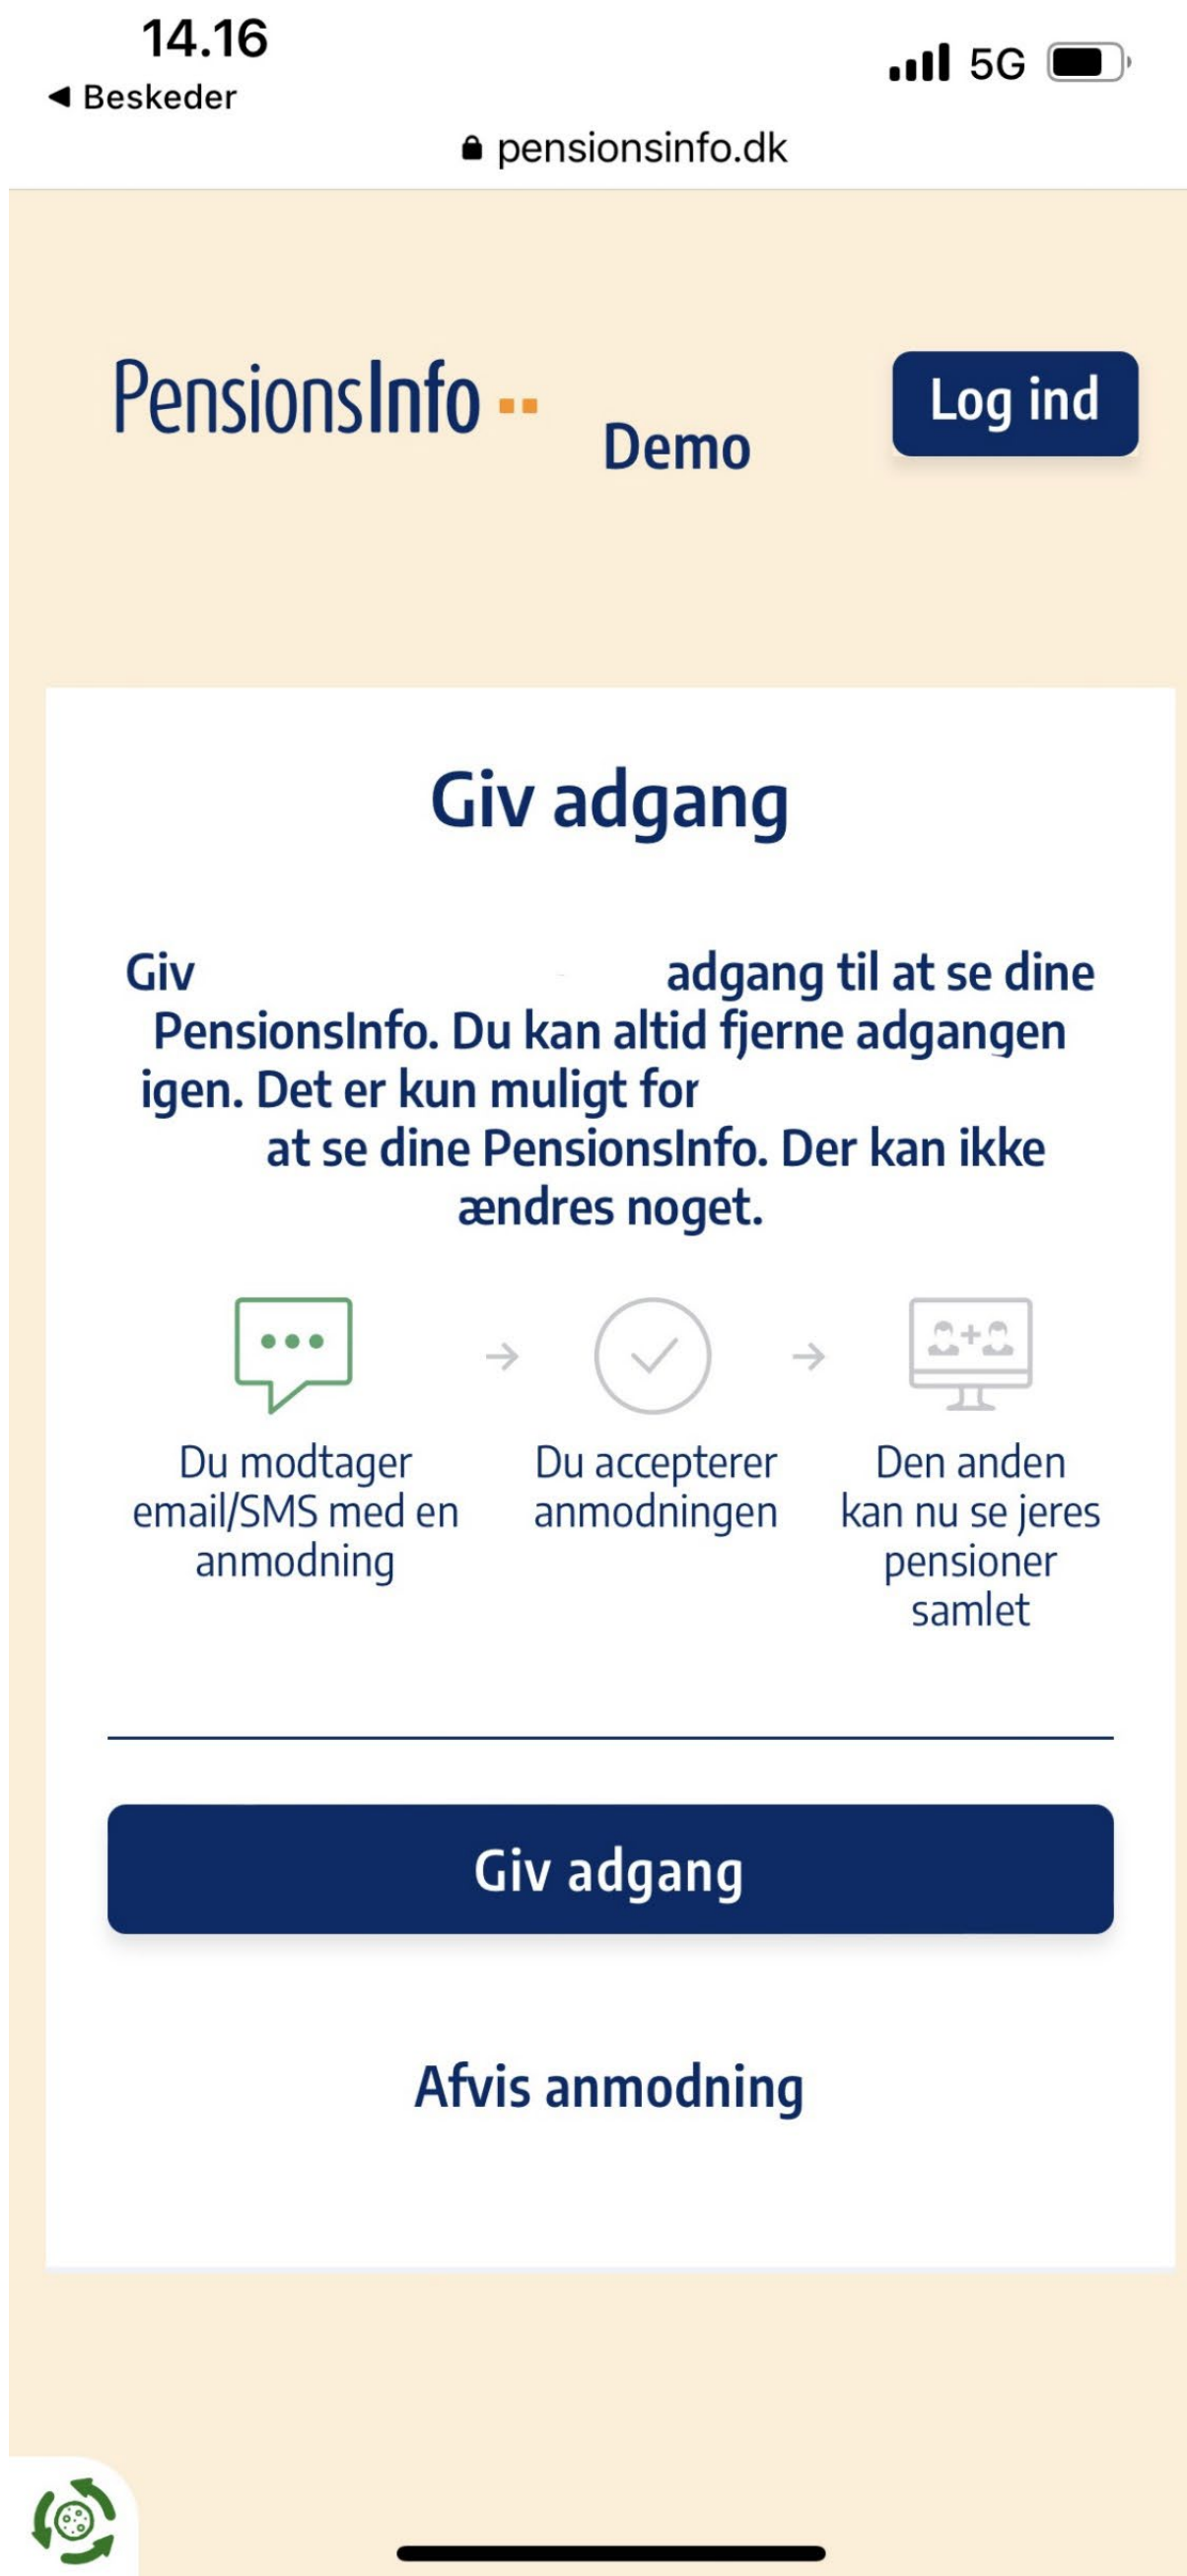 14.16
5G
◀ Beskeder
pensionsinfo.dk
PensionsInfo
Demo
Log ind
Giv adgang
Giv adgang til at se dine
PensionsInfo. Du kan altid fjerne adgangen
igen. Det er kun muligt for
at se dine PensionsInfo. Der kan ikke
ændres noget.
Du modtager
email/SMS med en
anmodning
Du accepterer
anmodningen
Den anden
kan nu se jeres
pensioner
samlet
Giv adgang
Afvis anmodning